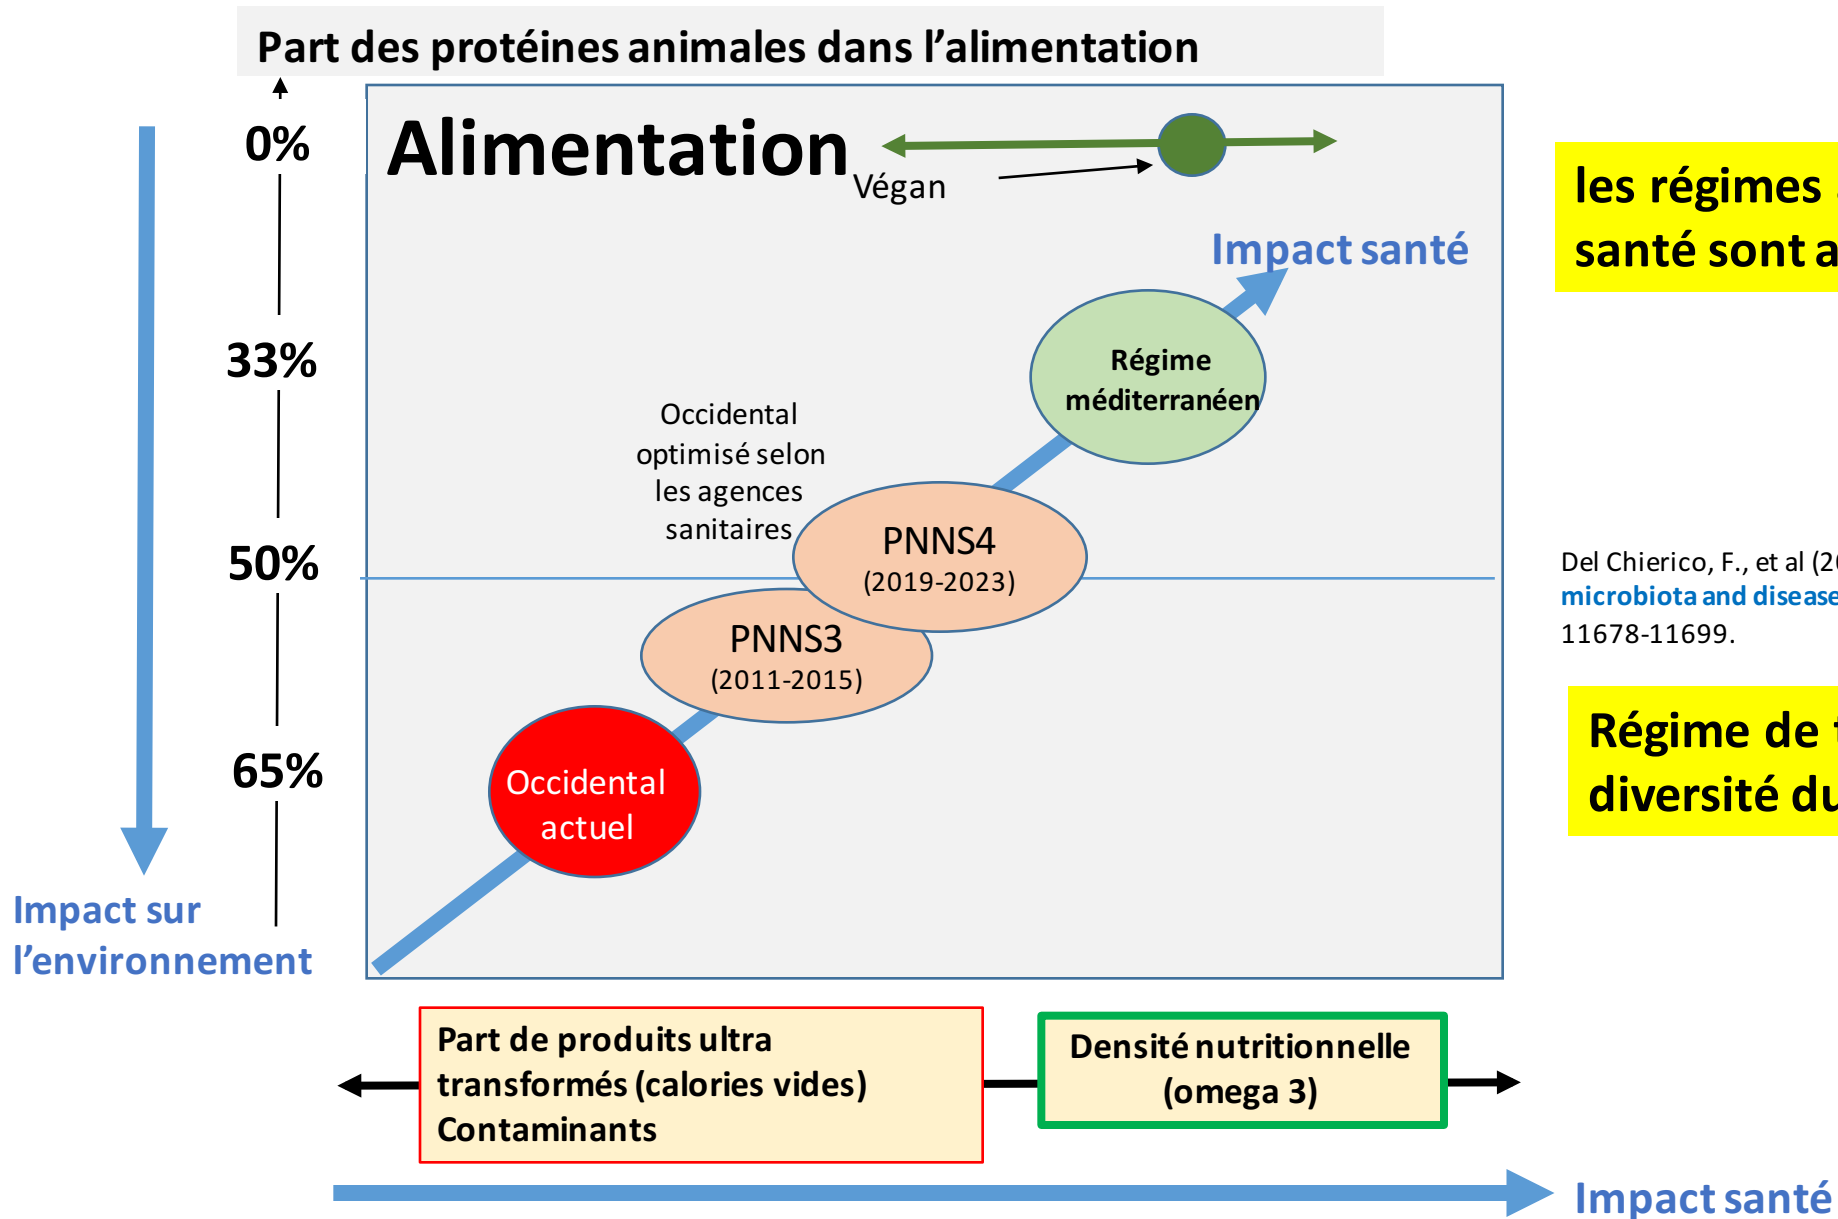 Part des protéines animales dans l’alimentation
0%
Alimentation
Végan
Impact santé
33%
Régime
méditerranéen
Occidental
optimisé selon
les agences
sanitaires
50%
PNNS4
(2019-2023)
PNNS3
(2011-2015)
65%
Occidental
actuel
Impact sur
l’environnement
Part de produits ultra
transformés (calories vides)
Contaminants
Densité nutritionnelle
(omega 3)
Impact santé
les régimes
santé sont a
Del Chierico, F., et al (20
microbiota and disease
11678-11699.
Régime de
diversité du